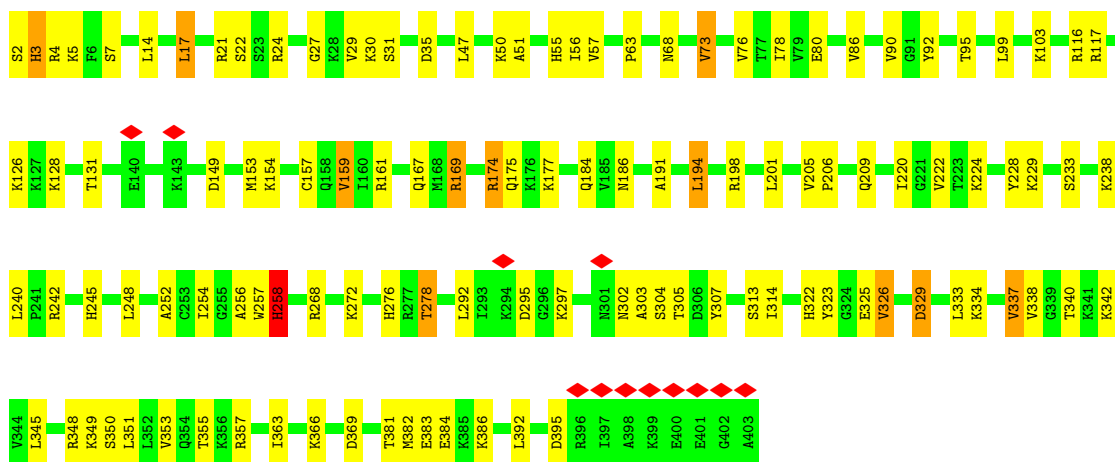 S2 H3 R4 K5 F6 S7 L14 L17 R21 S22 S23 R24 G27 K28 V29 K30 S31 D35 L47 K50 A51 H55 I56 V57 P63 N68 V73 V76 T77 I78 V79 E80 V86 V90 G91 Y92 T95 L99 K103 R116 R117
K126 K127 K128 T131 E140 K143 D149 M153 K154 C157 Q158 V159 I160 R161 Q167 M168 R169 R174 Q175 K176 K177 Q184 V185 N186 A191 L194 R198 L201 V205 P206 Q209 I220 G221 V222 T223 K224 Y228 K229 S233 K238
L240 P241 R242 H245 L248 A252 C253 I254 G255 A256 W257 H258 R268 K272 H276 R277 T278 L292 I293 K294 D295 G296 K297 N301 N302 A303 S304 T305 D306 Y307 S313 I314 H322 Y323 G324 E325 V326 D329 L333 K334 V337 V338 G339 T340 K341 K342
V344 L345 R348 K349 S350 L351 L352 V353 Q354 T355 K356 R357 I363 K366 D369 T381 M382 E383 E384 K385 K386 L392 D395 R396 I397 A398 K399 E400 E401 G402 A403